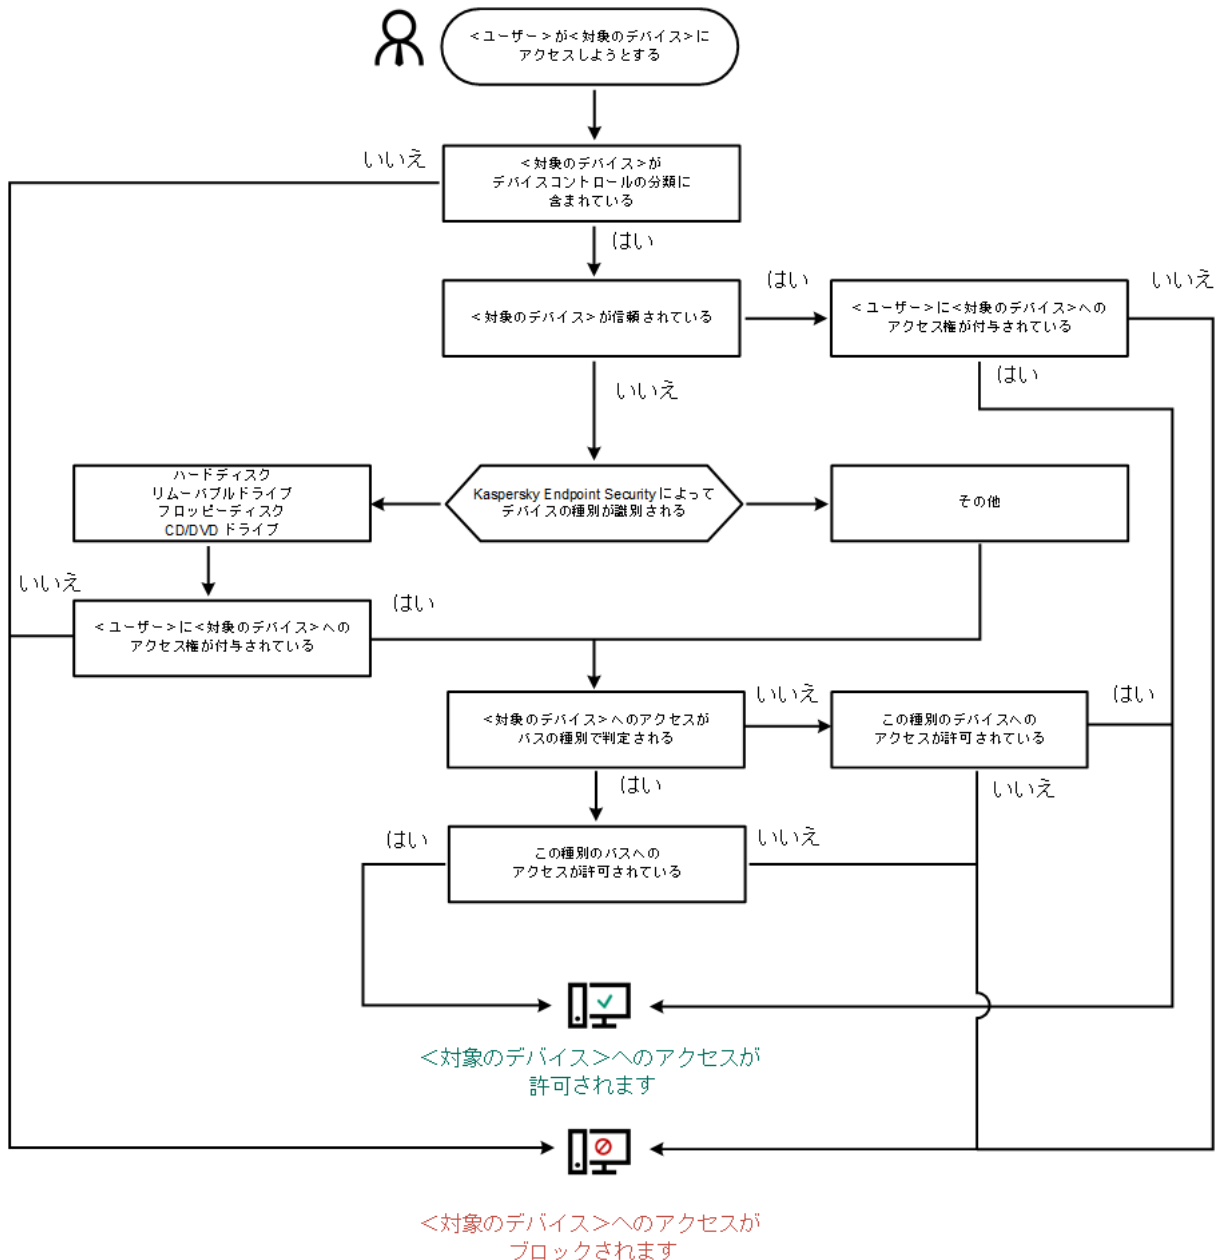 <ユーザー>が<対象のデバイス>に
アクセスしようとする
いいえ
<対象のデバイス>が
デバイスコントロールの分類に
含まれている
はい
はい
いいえ
<対象のデバイス>が信頼されている
<ユーザー>に<対象のデバイス>への
アクセス権が付与されている
はい
いいえ
ハードディスク
リムーバブルドライブ
フロッピーディスク
CD/DVD ドライブ
Kaspersky Endpoint Securityによって
デバイスの種別が識別される
その他
いいえ
はい
<ユーザー>に<対象のデバイス>への
アクセス権が付与されている
いいえ
はい
<対象のデバイス>へのアクセスが
バスの種別で判定される
この種別のデバイスへの
アクセスが許可されている
はい
いいえ
はい
いいえ
この種別のバスへの
アクセスが許可されている
<対象のデバイス>へのアクセスが
許可されます
<対象のデバイス>へのアクセスが
ブロックされます